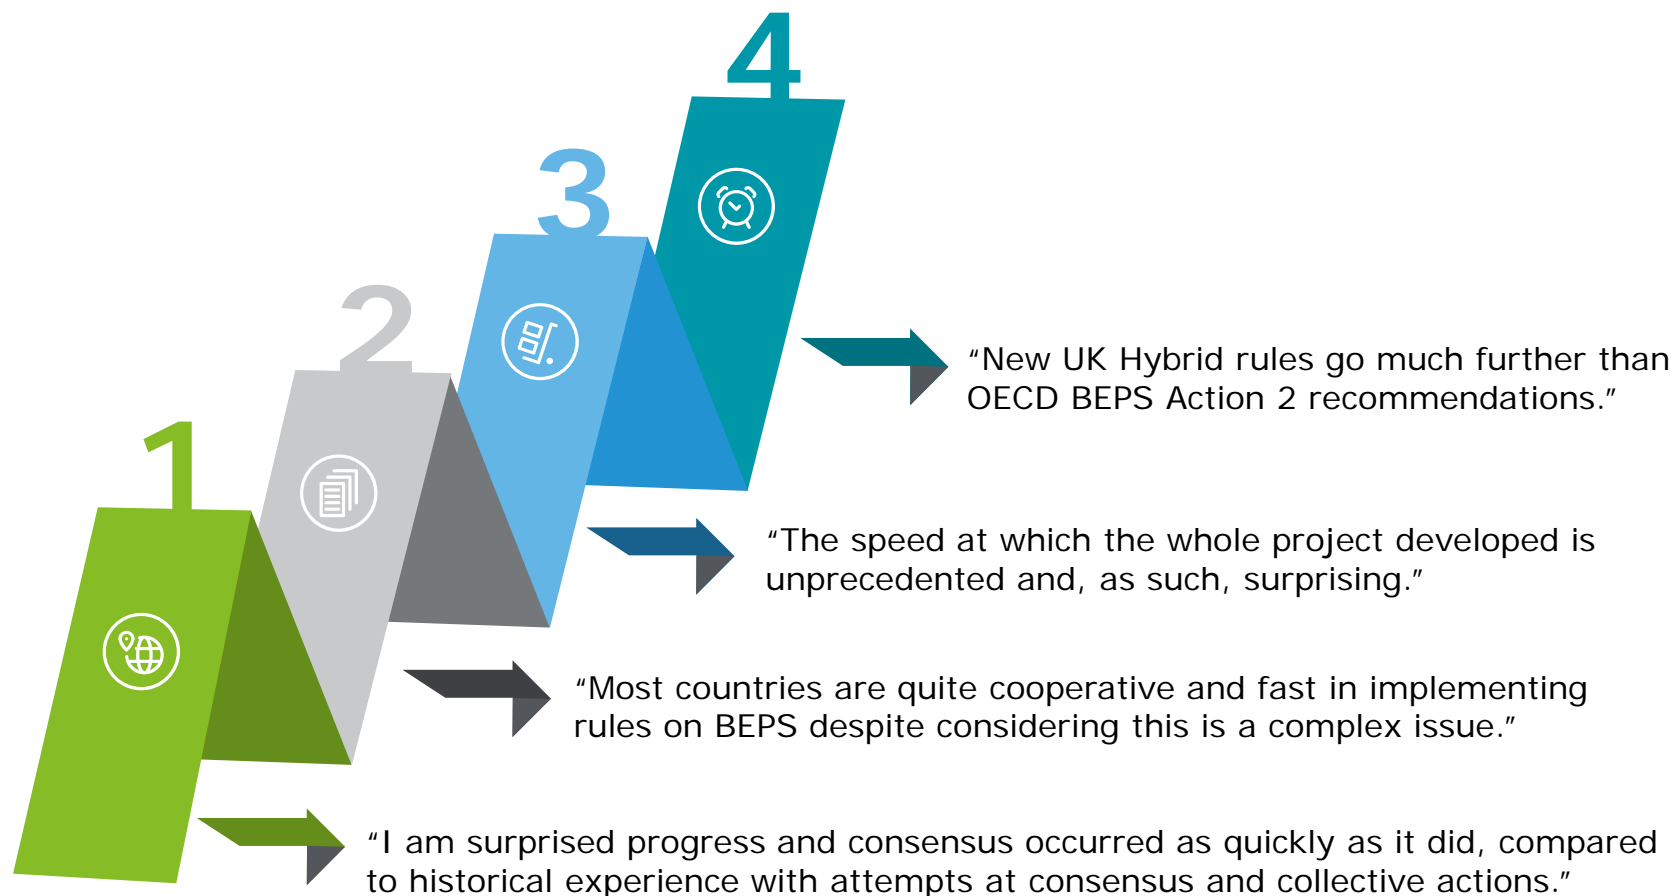 4
3
2
1
“New UK Hybrid rules go much further than
OECD BEPS Action 2 recommendations.”
“The speed at which the whole project developed is
unprecedented and, as such, surprising.”
“Most countries are quite cooperative and fast in implementing
rules on BEPS despite considering this is a complex issue.”
“I am surprised progress and consensus occurred as quickly as it did, compared
to historical experience with attempts at consensus and collective actions.”